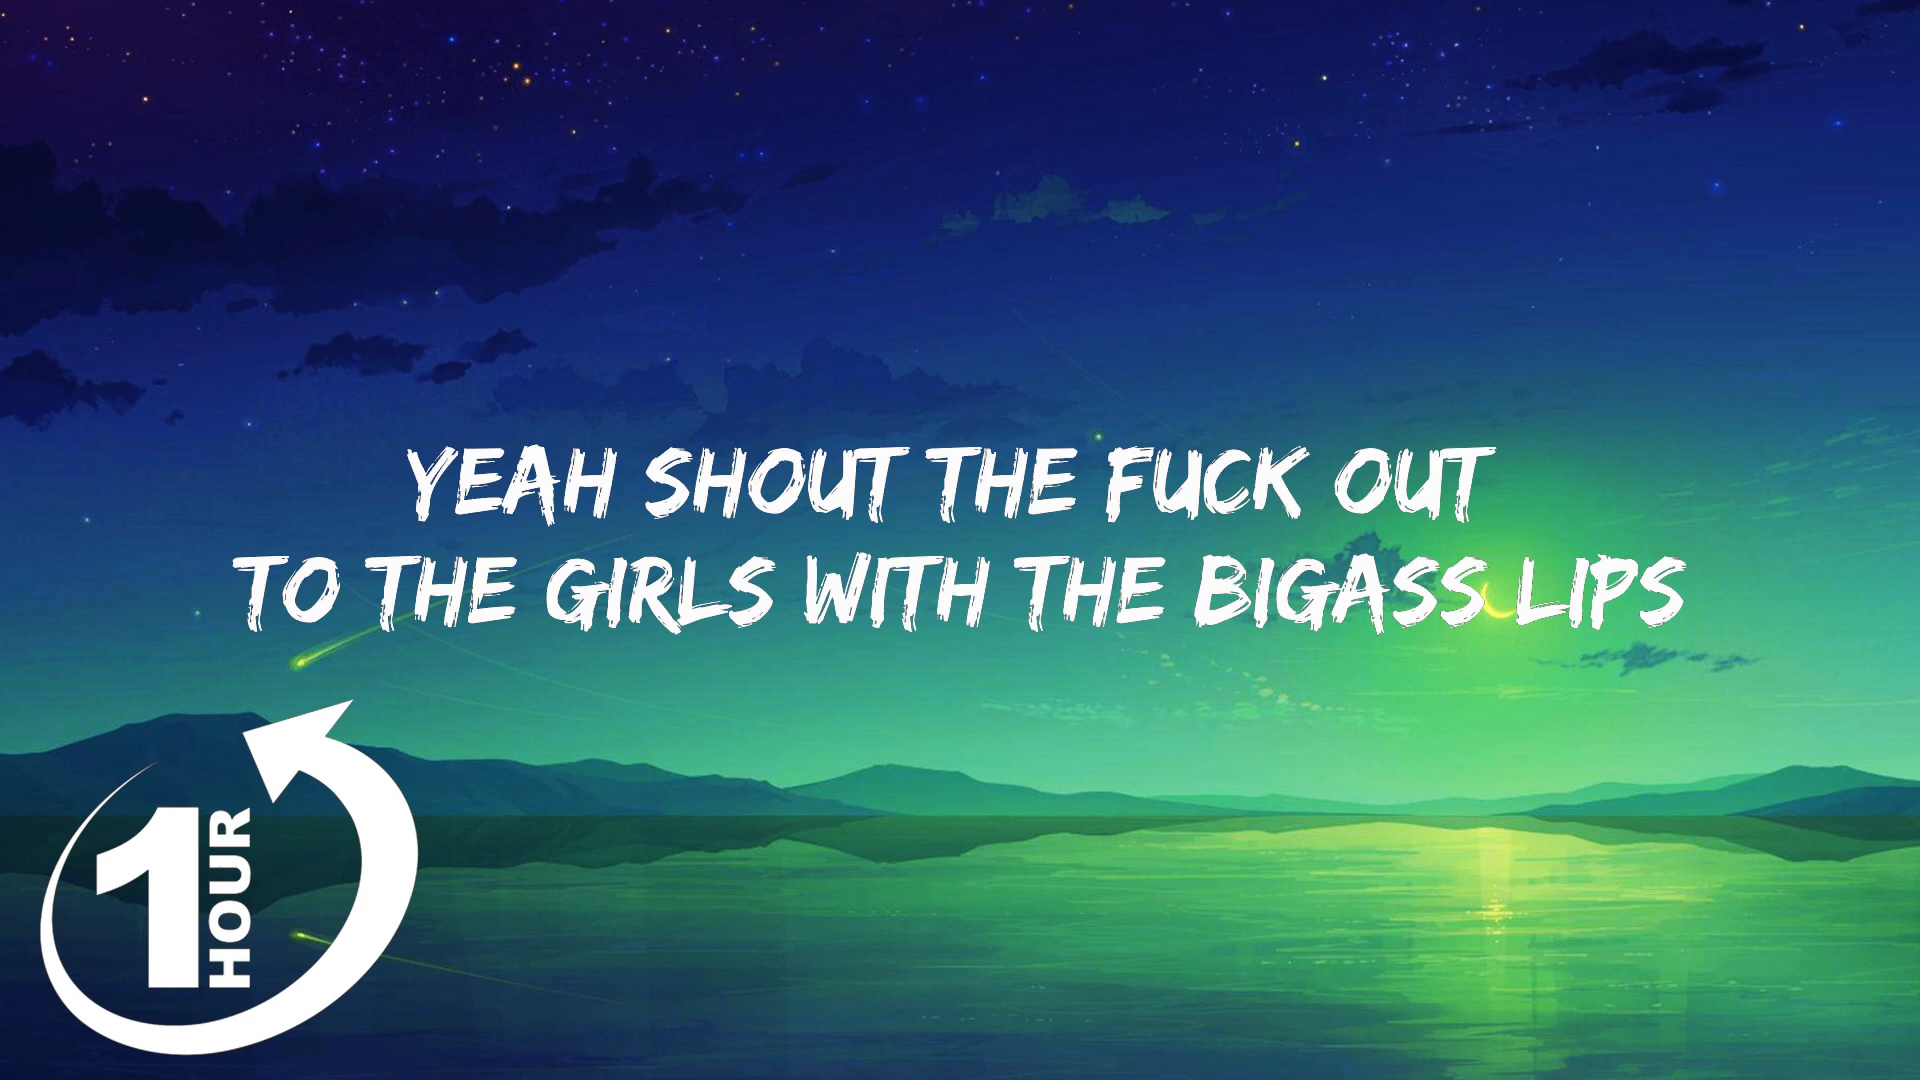 YEAH SHOUT THE FUCK OUT
TO THE GIRLS WITH THE BIGASS LIPS
1 HOUR